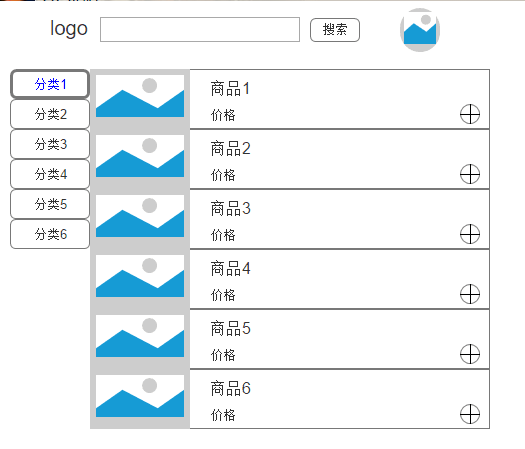 logo 搜索
分类1
分类2
分类3
分类4
分类5
分类6
商品1
价格
商品2
价格
商品3
价格
商品4
价格
商品5
价格
商品6
价格